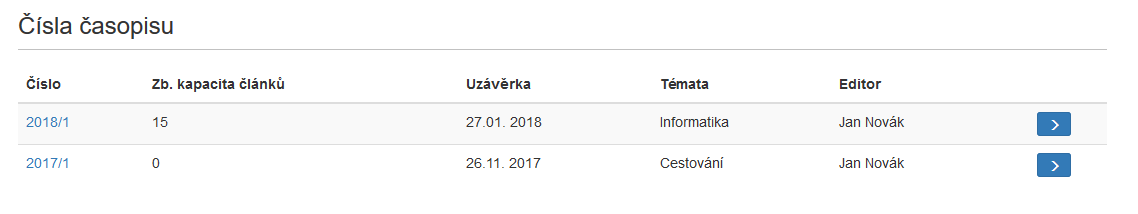 Čísla časopisu
Číslo Zb. kapacita článků Uzávěrka Témata Editor
2018/1 15 27.01. 2018 Informatika Jan Novák
2017/1 0 26.11. 2017 Cestování Jan Novák